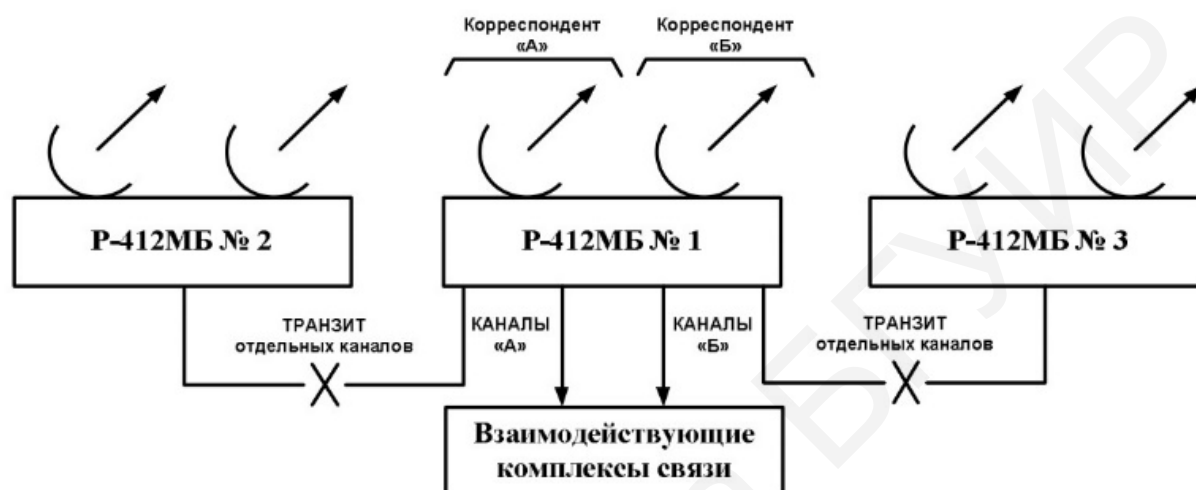 Корреспондент
«А»
Корреспондент
«Б»
Р-412МБ № 2
Р-412МБ № 1
Р-412МБ № 3
ТРАНЗИТ
отдельных каналов
КАНАЛЫ
«А»
КАНАЛЫ
«Б»
ТРАНЗИТ
отдельных каналов
Взаимодействующие
комплексы связи
БГУИР